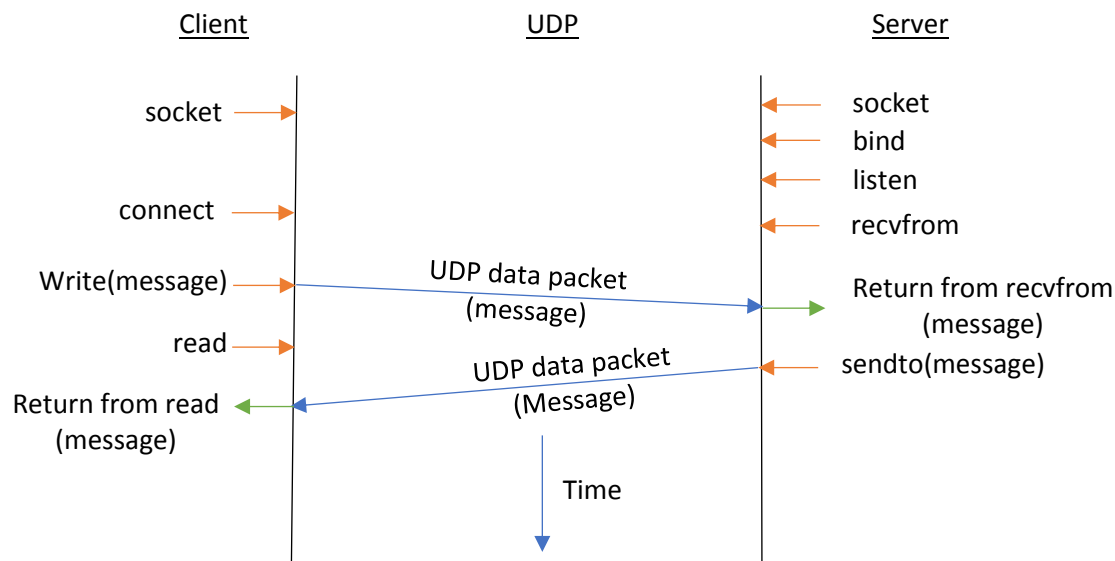 Client
UDP
Server
socket
socket
bind
listen
connect
recvfrom
Write(message)
UDP data packet
(message)
Return from recvfrom
(message)
read
UDP data packet
(Message)
sendto(message)
Return from read
(message)
Time